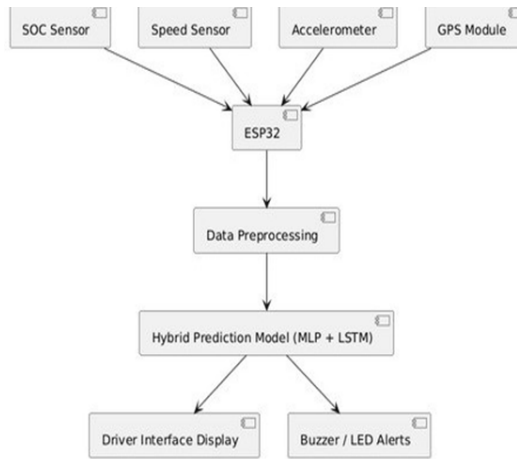 SOC Sensor
Speed Sensor
Accelerometer
GPS Module
ESP32
Data Preprocessing
Hybrid Prediction Model (MLP + LSTM)
Driver Interface Display
Buzzer / LED Alerts